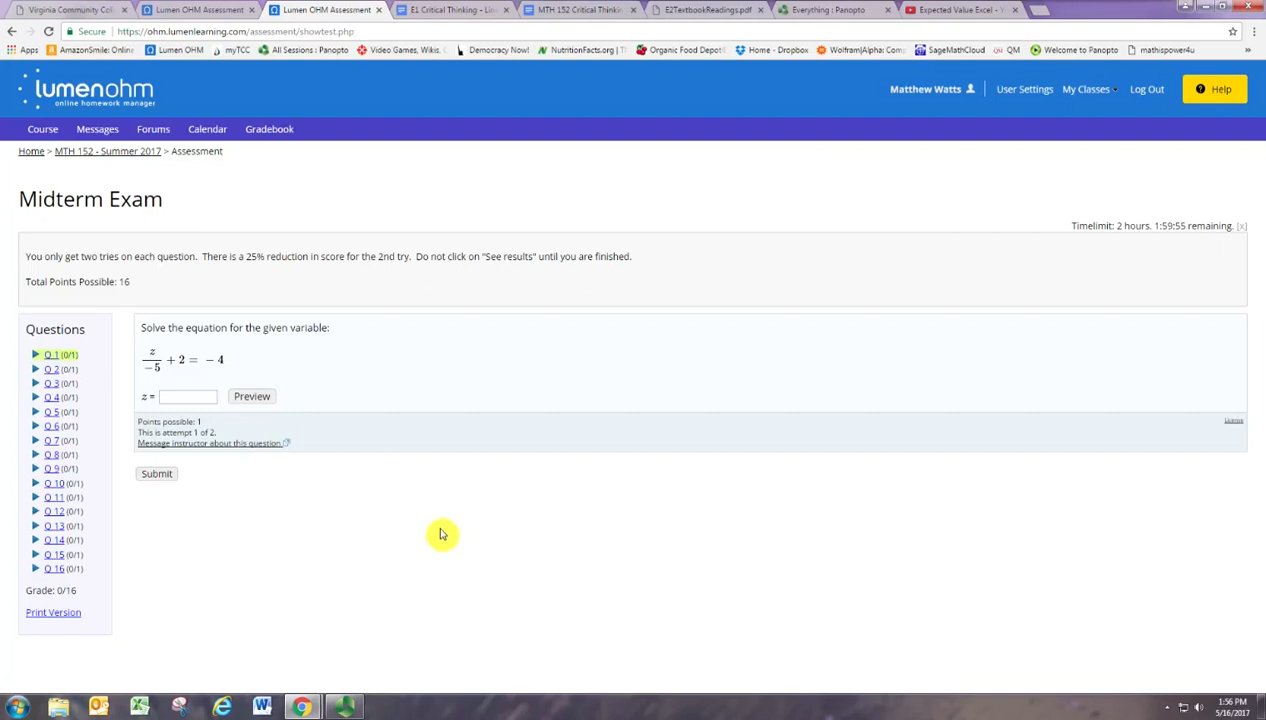 Virginia Community Coll
Lumen OHM Assessment
Lumen OHM Assessment
E1 Critical Thinking - Lin
MTH 152 Critical Thinkin
E2TextbookReadings.pdf
Everything : Panopto
Expected Value Excel - Y
Secure
https://ohm.lumenlearning.com/assessment/showtest.php
Apps
AmazonSmile: Online
Lumen OHM
myTCC
All Sessions : Panopto
Video Games, Wikis,
Democracy Now!
NutritionFacts.org | T
Organic Food Depot |
Home - Dropbox
Wolfram|Alpha: Com
SageMathCloud
QM
Welcome to Panopto
mathispower4u
»
lumenohm
online homework manager
Matthew Watts
User Settings
My Classes
Log Out
? Help
Course
Messages
Forums
Calendar
Gradebook
Home > MTH 152 - Summer 2017 > Assessment
Midterm Exam
Timelimit: 2 hours. 1:59:55 remaining. [x]
You only get two tries on each question. There is a 25% reduction in score for the 2nd try. Do not click on "See results" until you are finished.
Total Points Possible: 16
Questions
Q 1 (0/1)
Q 2 (0/1)
Q 3 (0/1)
Q 4 (0/1)
Q 5 (0/1)
Q 6 (0/1)
Q 7 (0/1)
Q 8 (0/1)
Q 9 (0/1)
Q 10 (0/1)
Q 11 (0/1)
Q 12 (0/1)
Q 13 (0/1)
Q 14 (0/1)
Q 15 (0/1)
Q 16 (0/1)
Grade: 0/16
Print Version
Solve the equation for the given variable:
z/−5 + 2 = − 4
z =
Preview
Points possible: 1
This is attempt 1 of 2.
Message instructor about this question
License
Submit
1:56 PM
5/16/2017